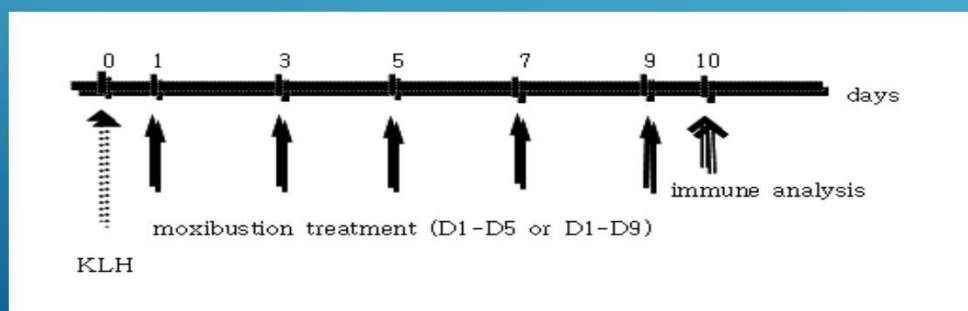 0 1 3 5 7 9 10
days
immune analysis
moxibustion treatment (D1-D5 or D1-D9)
KLH